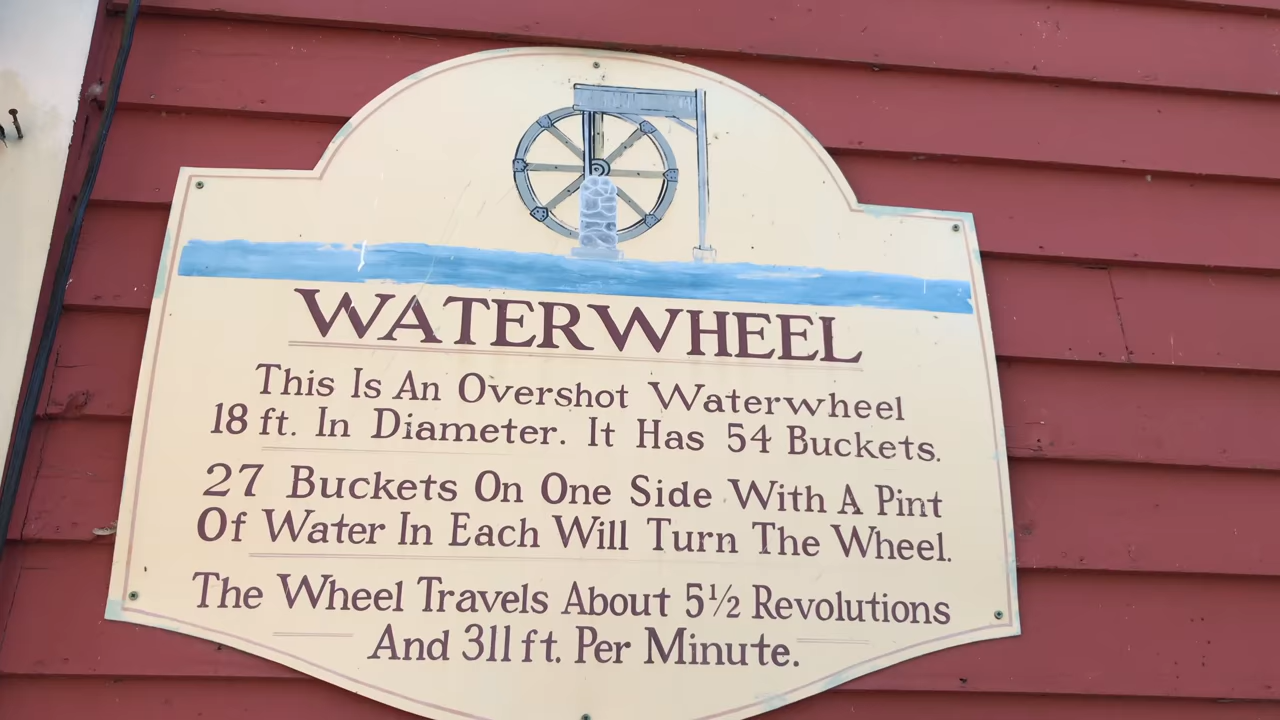 WATERWHEEL
This Is An Overshot Waterwheel
18 ft. In Diameter. It Has 54 Buckets.
27 Buckets On One Side With A Pint
Of Water In Each Will Turn The Wheel.
The Wheel Travels About 5½ Revolutions
And 311 ft. Per Minute.